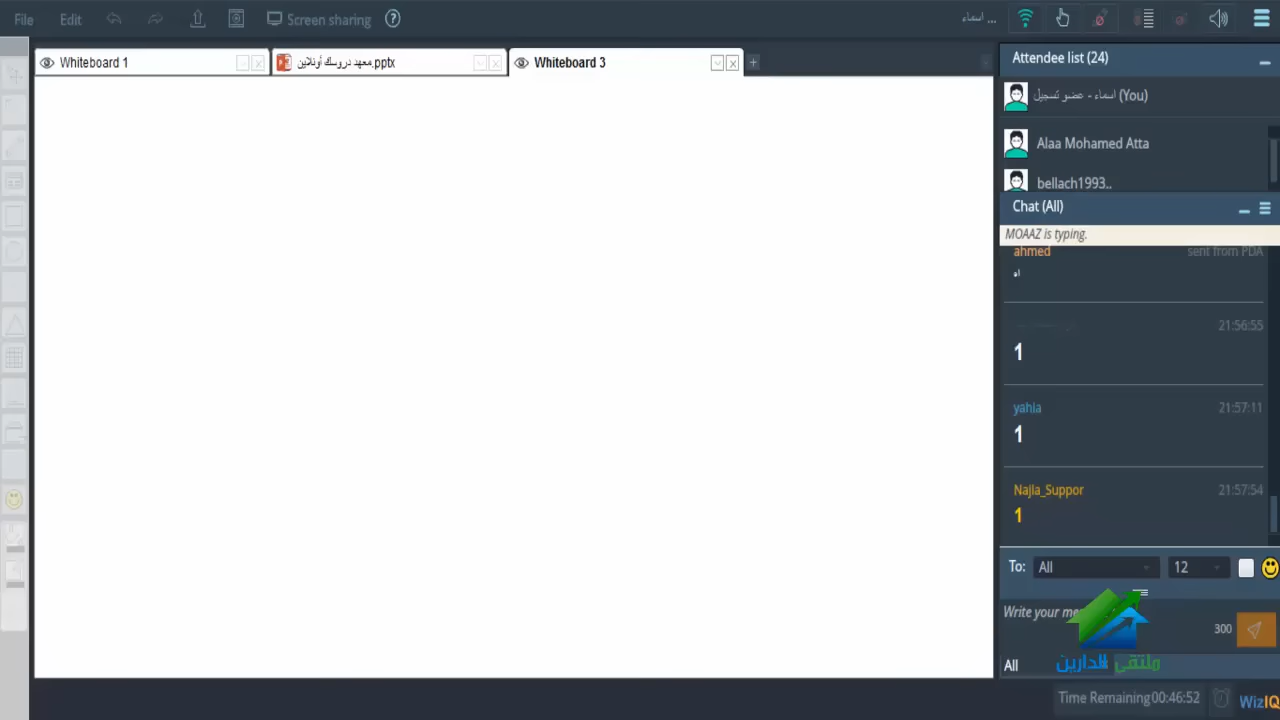 File Edit Screen sharing ?
اسماء ...
Whiteboard 1
معهد دروسك أونلاين.pptx
Whiteboard 3
Attendee list (24)
اسماء - عضو تسجيل (You)
Alaa Mohamed Atta
bellach1993..
Chat (All)
MOAAZ is typing.
ahmed sent from PDA
اه
21:56:55
1
yahia 21:57:11
1
Najla_Suppor 21:57:54
1
To: All 12
Write your me
300
ملتقى الدارين
All
Time Remaining 00:46:52
WizIQ